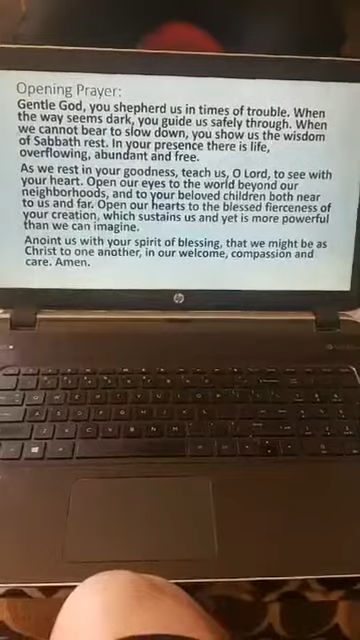 Opening Prayer:
Gentle God, you shepherd us in times of trouble. When
the way seems dark, you guide us safely through. When
we cannot bear to slow down, you show us the wisdom
of Sabbath rest. In your presence there is life,
overflowing, abundant and free.
As we rest in your goodness, teach us, O Lord, to see with
your heart. Open our eyes to the world beyond our
neighborhoods, and to your beloved children both near
to us and far. Open our hearts to the blessed fierceness of
your creation, which sustains us and yet is more powerful
than we can imagine.
Anoint us with your spirit of blessing, that we might be as
Christ to one another, in our welcome, compassion and
care. Amen.
hp